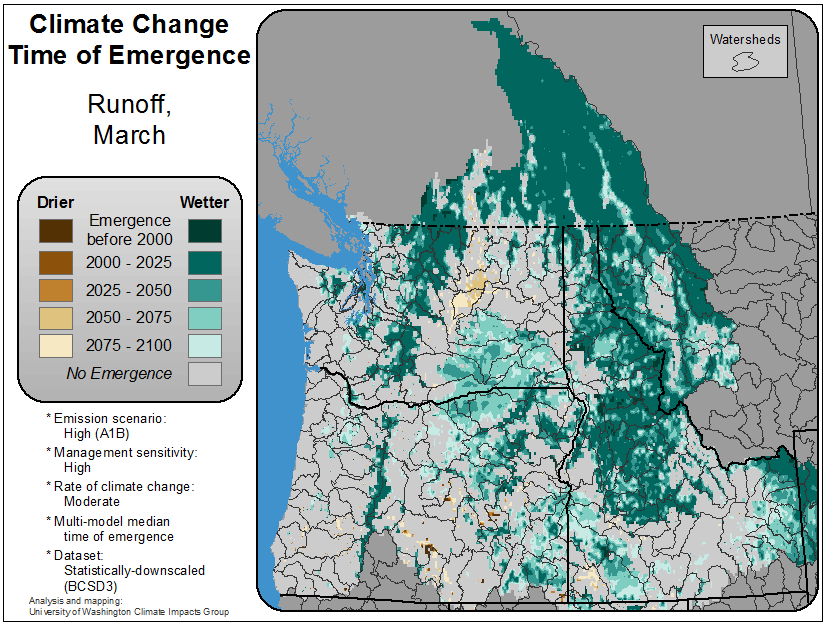 Climate Change
Time of Emergence
Runoff,
March
Watersheds
Drier
Wetter
Emergence
before 2000
2000 - 2025
2025 - 2050
2050 - 2075
2075 - 2100
No Emergence
* Emission scenario:
High (A1B)
* Management sensitivity:
High
* Rate of climate change:
Moderate
* Multi-model median
time of emergence
* Dataset:
Statistically-downscaled
(BCSD3)
Analysis and mapping:
University of Washington Climate Impacts Group